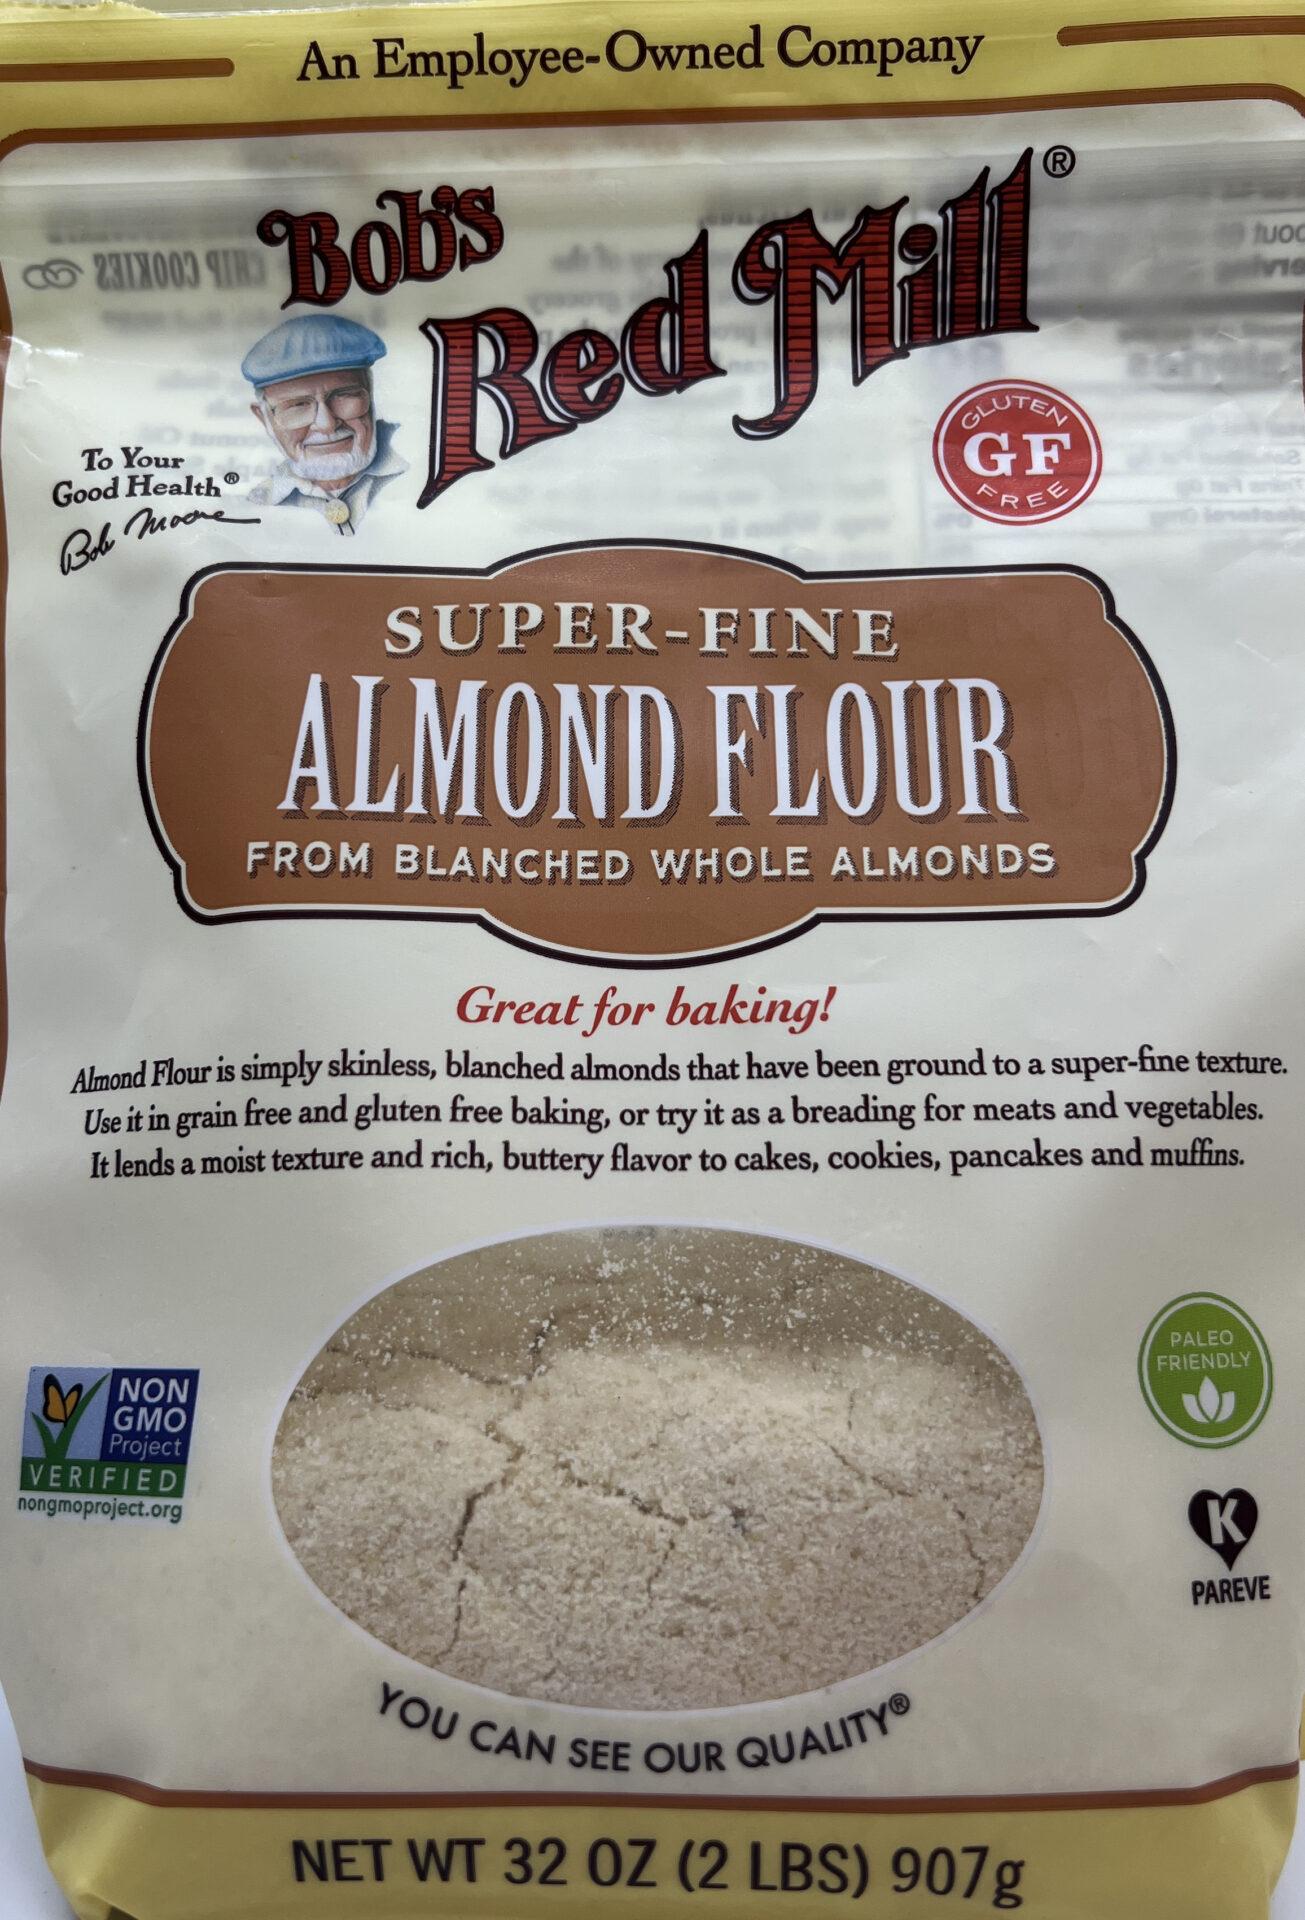 An Employee-Owned Company
Bob's
Red Mill®
GLUTEN
GF
FREE
To Your
Good Health®
Bob Moore
SUPER-FINE
ALMOND FLOUR
FROM BLANCHED WHOLE ALMONDS
Great for baking!
Almond Flour is simply skinless, blanched almonds that have been ground to a super-fine texture.
Use it in grain free and gluten free baking, or try it as a breading for meats and vegetables.
It lends a moist texture and rich, buttery flavor to cakes, cookies, pancakes and muffins.
PALEO
FRIENDLY
NON
GMO
Project
VERIFIED
nongmoproject.org
K
PAREVE
YOU CAN SEE OUR QUALITY®
NET WT 32 OZ (2 LBS) 907g